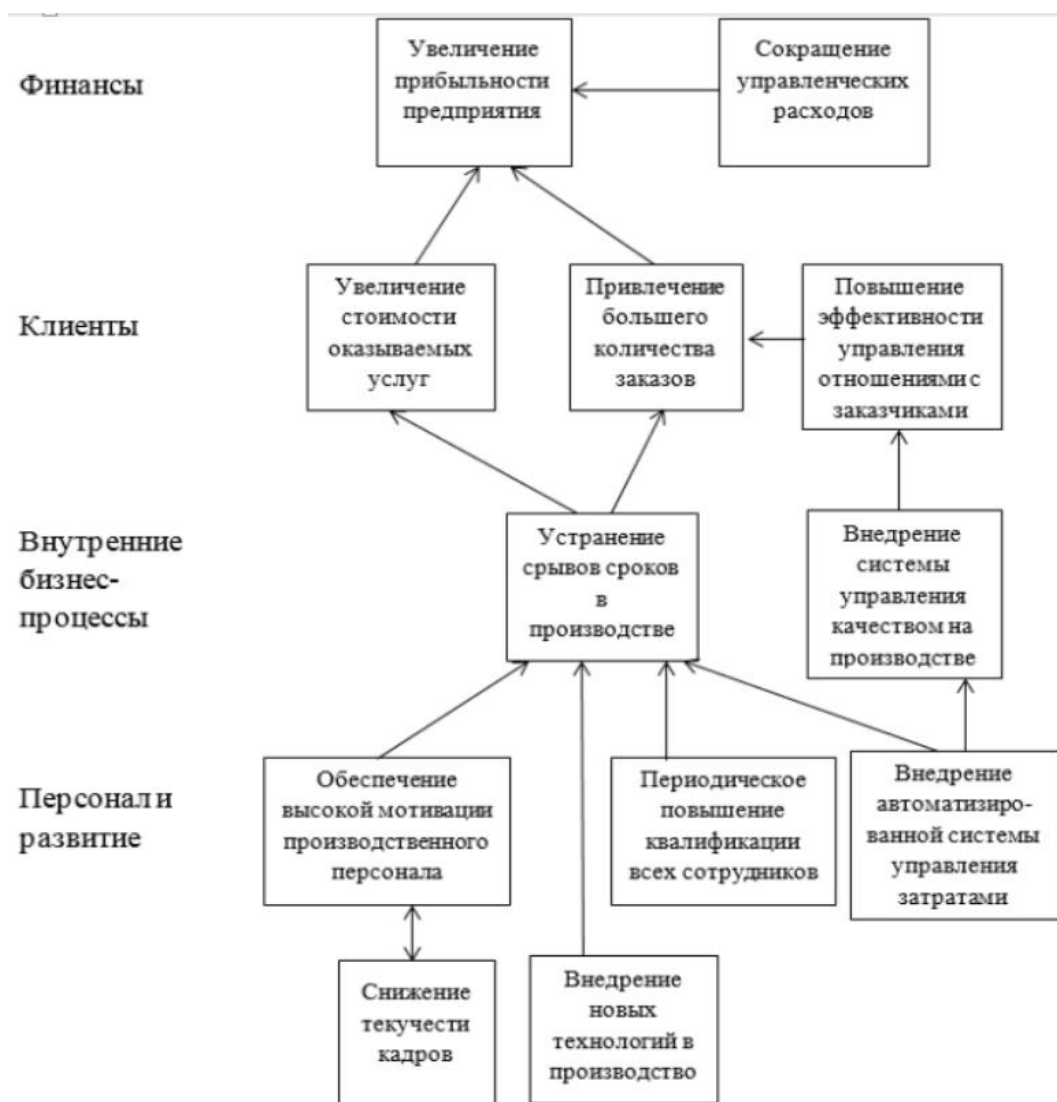 Финансы
Увеличение
прибыльности
предприятия
Сокращение
управленческих
расходов
Клиенты
Увеличение
стоимости
оказываемых
услуг
Привлечение
большего
количества
заказов
Повышение
эффективности
управления
отношениями с
заказчиками
Внутренние
бизнес-
процессы
Устранение
срывов сроков
в
производстве
Внедрение
системы
управления
качеством на
производстве
Персонал и
развитие
Обеспечение
высокой мотивации
производственного
персонала
Периодическое
повышение
квалификации
всех сотрудников
Внедрение
автоматизиро-
ванной системы
управления
затратами
Снижение
текучести
кадров
Внедрение
новых
технологий в
производство